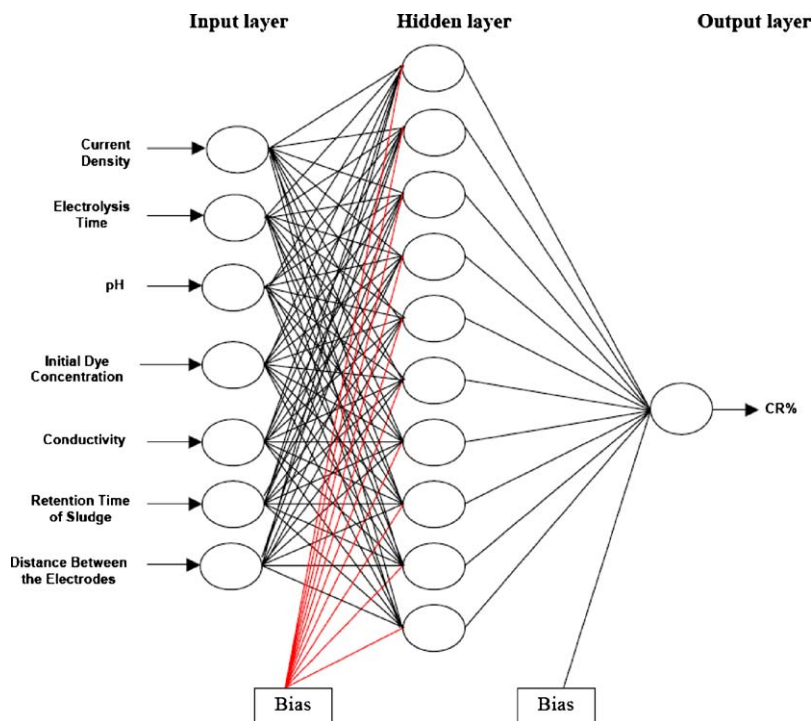 Input layer
Hidden layer
Output layer
Current
Density
Electrolysis
Time
pH
Initial Dye
Concentration
Conductivity
Retention Time
of Sludge
Distance Between
the Electrodes
CR%
Bias
Bias